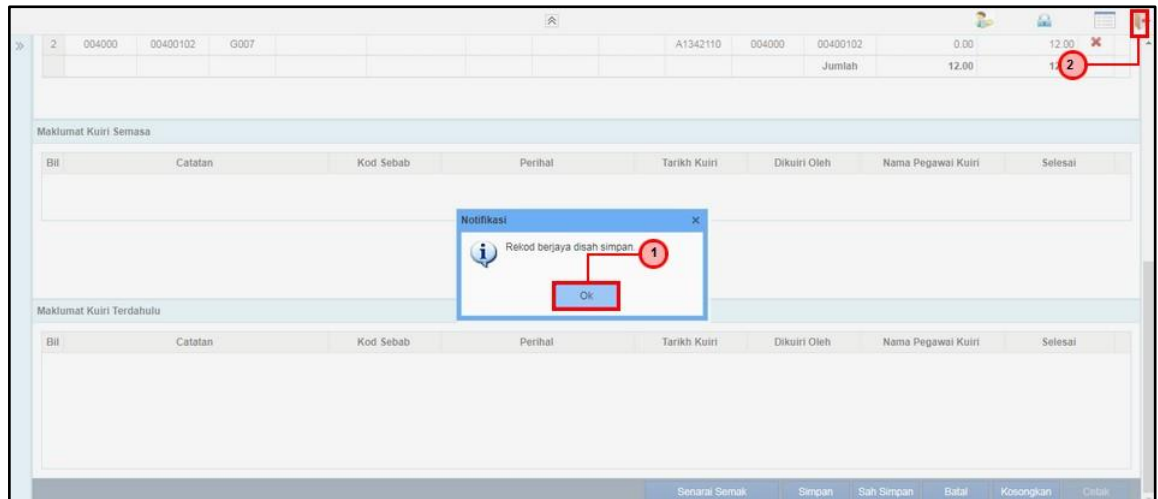 2 004000 00400102 G007 A1342110 004000 00400102 0.00 12.00
Jumlah 12.00
2
Maklumat Kuiri Semasa
Bil Catatan Kod Sebab Perihal Tarikh Kuiri Dikuiri Oleh Nama Pegawai Kuiri Selesai
Notifikasi
Rekod berjaya disah simpan.
1
Ok
Maklumat Kuiri Terdahulu
Bil Catatan Kod Sebab Perihal Tarikh Kuiri Dikuiri Oleh Nama Pegawai Kuiri Selesai
Senarai Semak Simpan Sah Simpan Batal Kosongkan Cetak